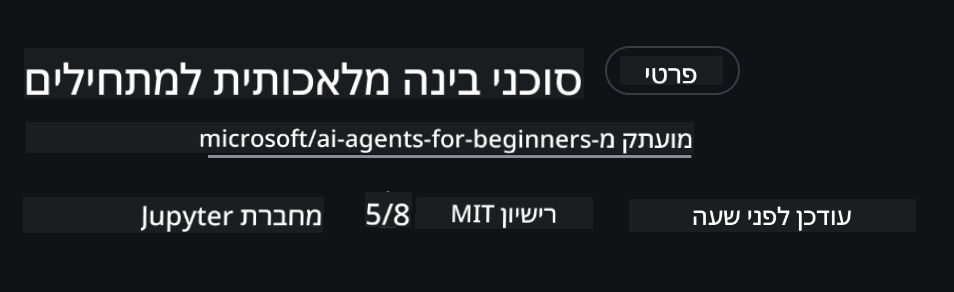 סוכני בינה מלאכותית למתחילים פרטי
מועתק מ-microsoft/ai-agents-for-beginners
מחברת Jupyter 5/8 רישיון MIT עודכן לפני שעה